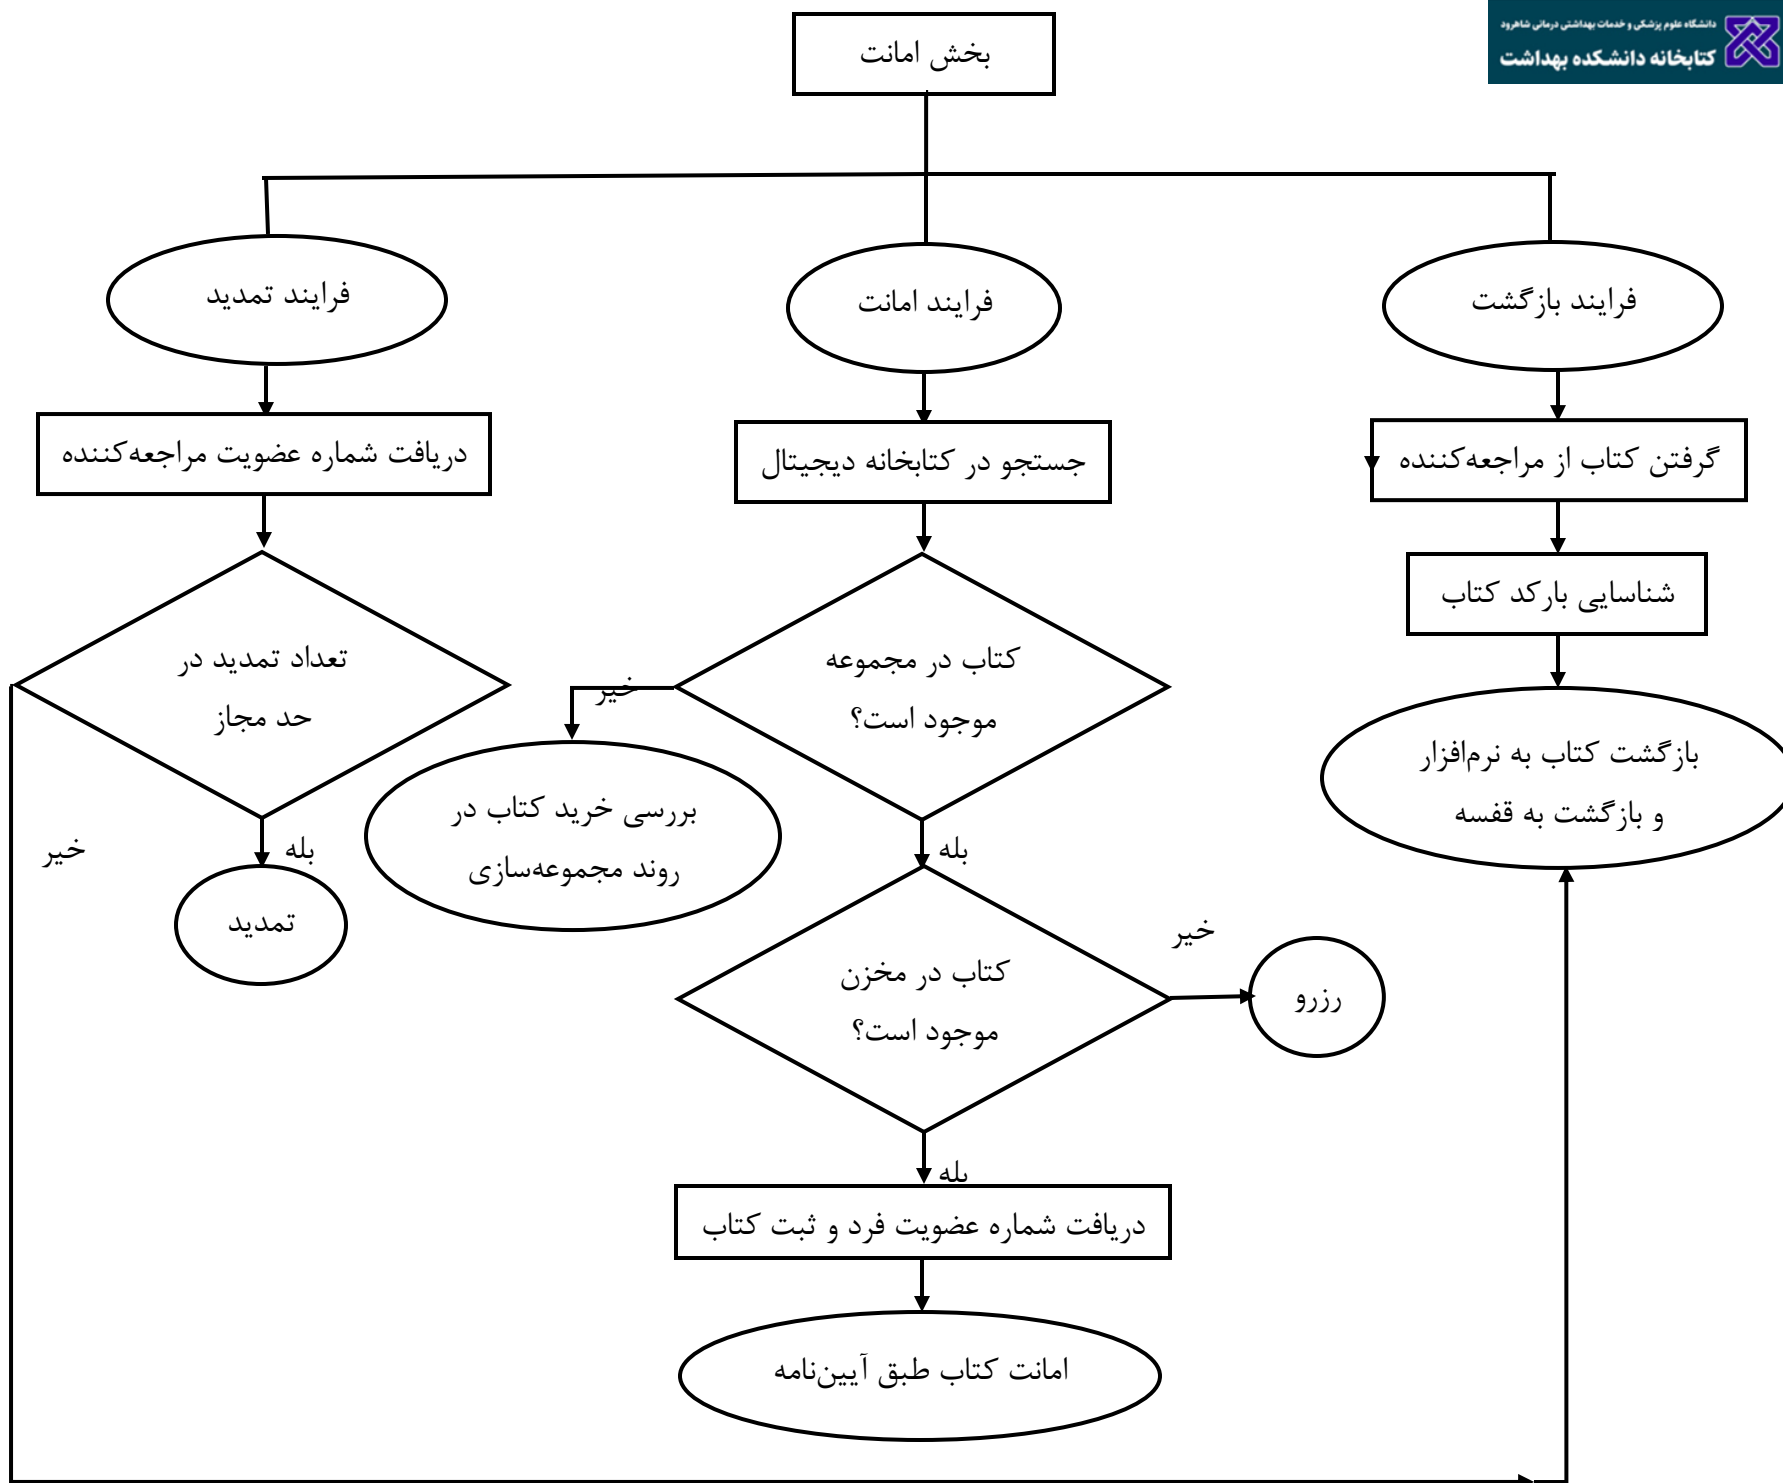 دانشگاه علوم پزشکی و خدمات بهداشتی درمانی شاهرود
کتابخانه دانشکده بهداشت
بخش امانت
فرایند بازگشت
گرفتن کتاب از مراجعه‌کننده
شناسایی بارکد کتاب
بازگشت کتاب به نرم‌افزار
و بازگشت به قفسه
فرایند امانت
جستجو در کتابخانه دیجیتال
کتاب در مجموعه
موجود است؟
خیر
بررسی خرید کتاب در
روند مجموعه‌سازی
بله
کتاب در مخزن
موجود است؟
خیر
رزرو
بله
دریافت شماره عضویت فرد و ثبت کتاب
امانت کتاب طبق آیین‌نامه
فرایند تمدید
دریافت شماره عضویت مراجعه‌کننده
تعداد تمدید در
حد مجاز
بله
تمدید
خیر